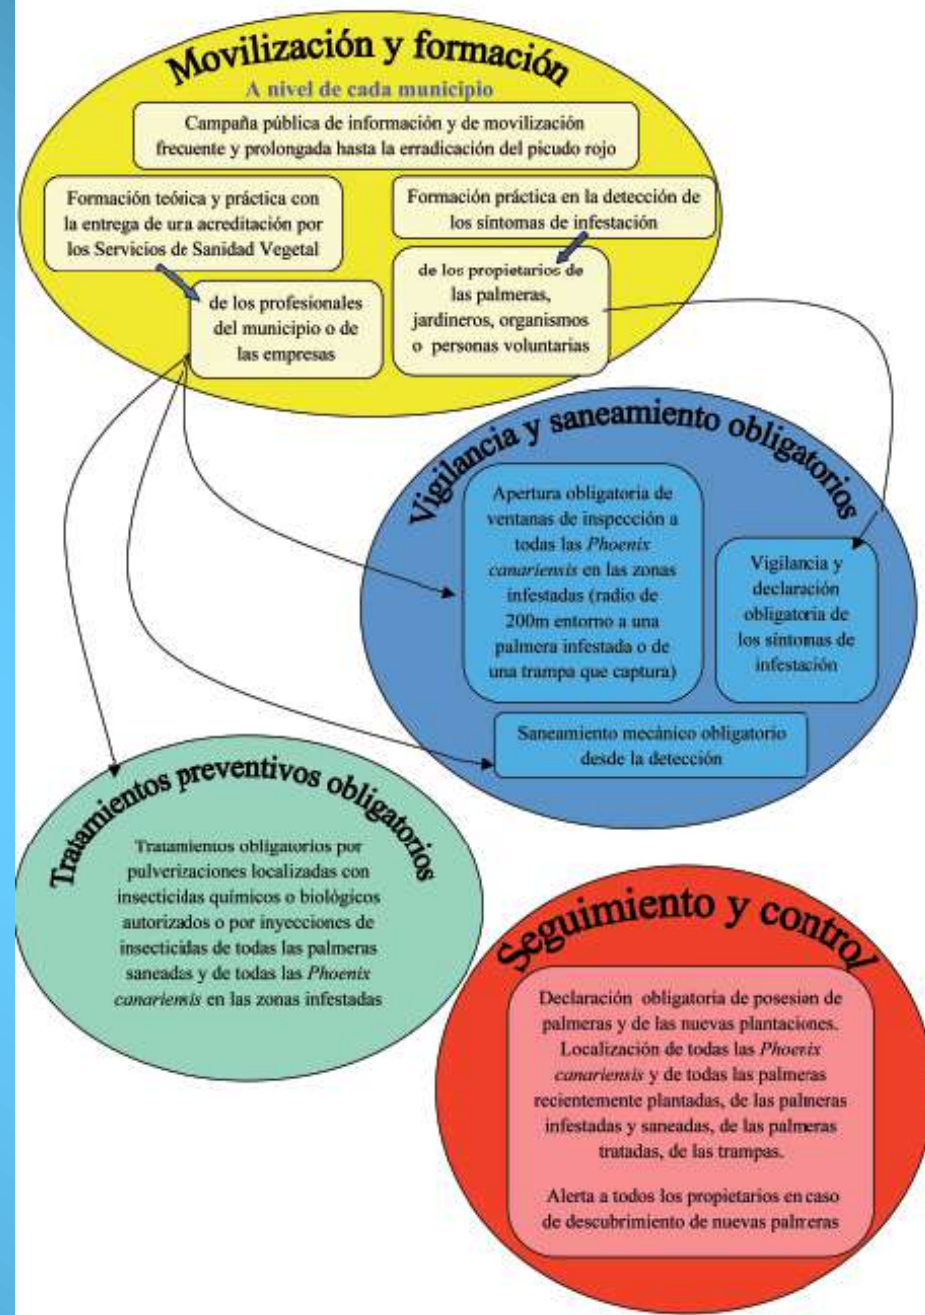 Movilización y formación
A nivel de cada municipio
Campaña pública de información y de movilización
frecuente y prolongada hasta la erradicación del picudo rojo
Formación teórica y práctica con
la entrega de una acreditación por
los Servicios de Sanidad Vegetal
Formación práctica en la detección de
los síntomas de infestación
de los profesionales
del municipio o de
las empresas
de los propietarios de
las palmeras,
jardineros, organismos
o personas voluntarias
Vigilancia y saneamiento obligatorios
Apertura obligatoria de
ventanas de inspección a
todas las Phoenix
canariensis en las zonas
infestadas (radio de
200m entorno a una
palmera infestada o de
una trampa que captura)
Vigilancia y
declaración
obligatoria de
los síntomas de
infestación
Saneamiento mecánico obligatorio
desde la detección
Tratamientos preventivos obligatorios
Tratamientos obligatorios por
pulverizaciones localizadas con
insecticidas químicos o biológicos
autorizados o por inyecciones de
insecticidas de todas las palmeras
saneadas y de todas las Phoenix
canariensis en las zonas infestadas
Seguimiento y control
Declaración obligatoria de posesion de
palmeras y de las nuevas plantaciones.
Localización de todas las Phoenix
canariensis y de todas las palmeras
recientemente plantadas, de las palmeras
infestadas y saneadas, de las palmeras
tratadas, de las trampas.
Alerta a todos los propietarios en caso
de descubrimiento de nuevas palmeras